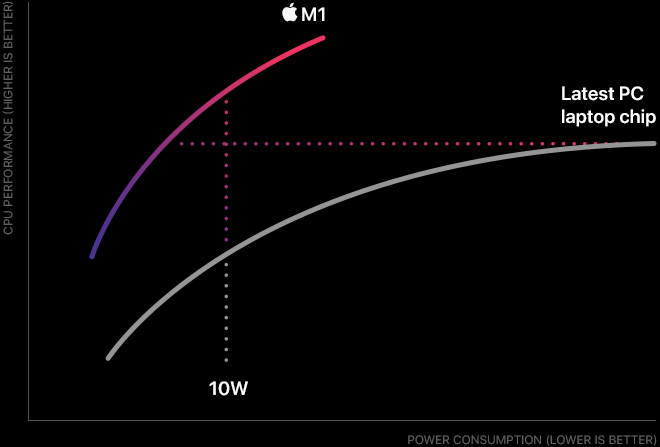 M1
Latest PC
laptop chip
CPU PERFORMANCE (HIGHER IS BETTER)
10W
POWER CONSUMPTION (LOWER IS BETTER)